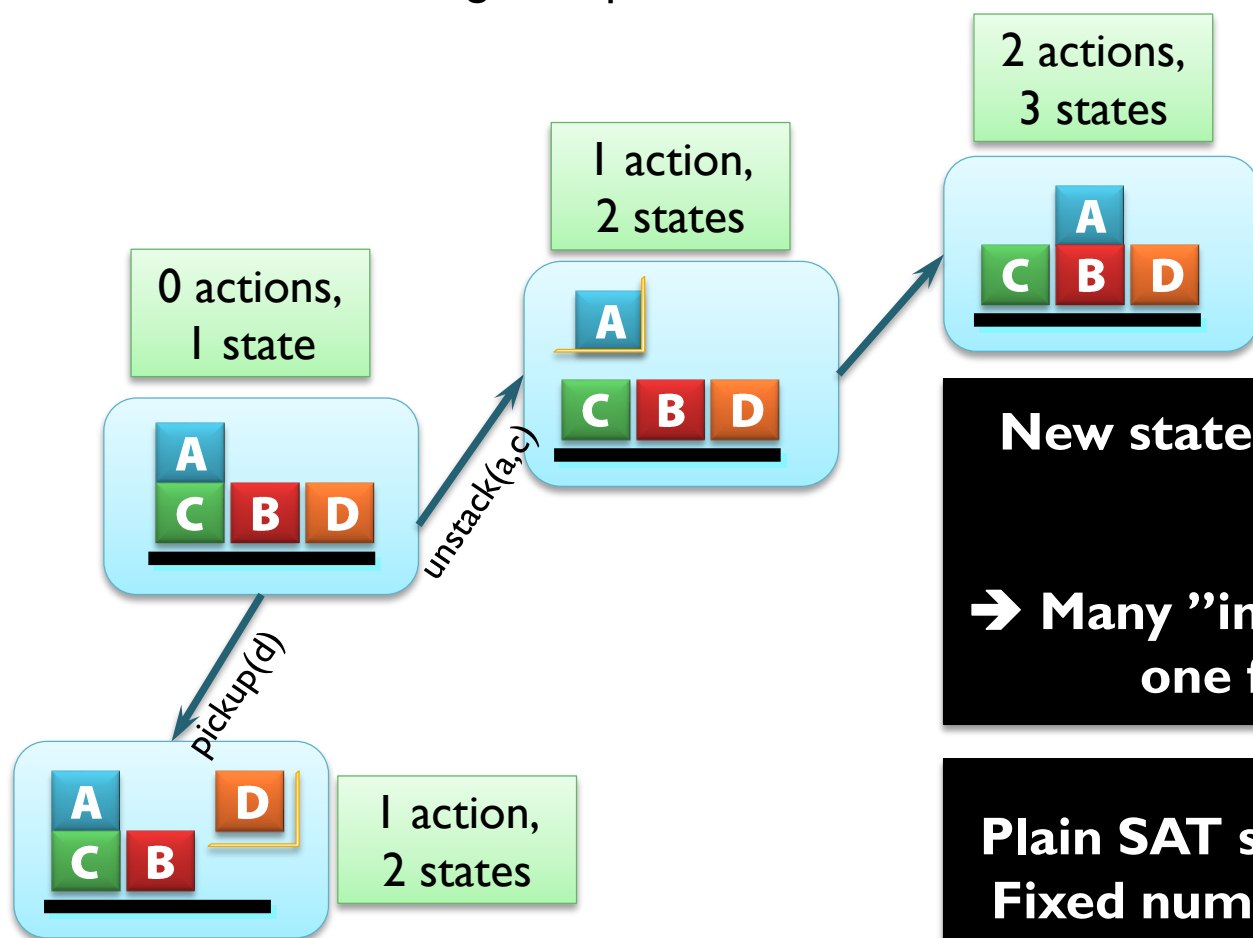 2 actions,
3 states
1 action,
2 states
A
C B D
0 actions,
1 state
A
C B D
A
C B D
unstack(a,c)
pickup(d)
New state
➔ Many ”in
one
Plain SAT s
Fixed num
A D
C B
1 action,
2 states